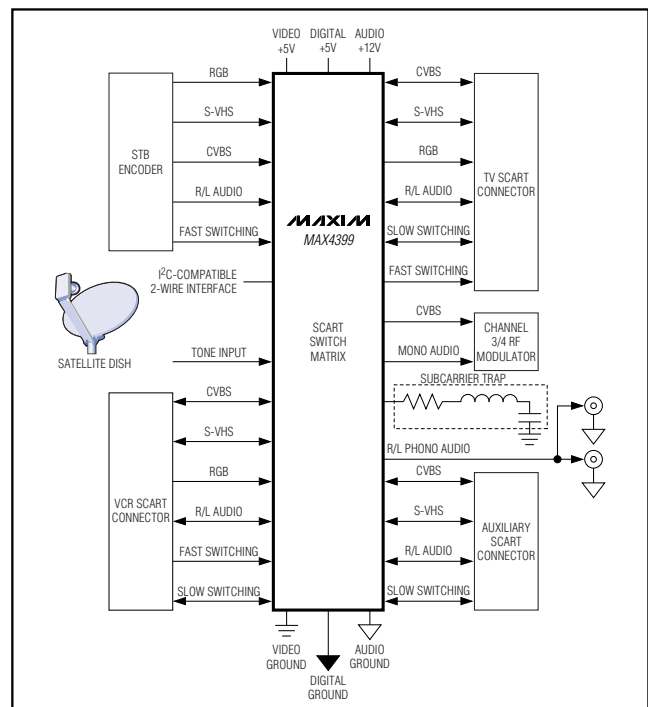 VIDEO +5V
DIGITAL +5V
AUDIO +12V
STB ENCODER
RGB
S-VHS
CVBS
R/L AUDIO
FAST SWITCHING
I²C-COMPATIBLE
2-WIRE INTERFACE
SATELLITE DISH
TONE INPUT
VCR SCART CONNECTOR
CVBS
S-VHS
RGB
R/L AUDIO
FAST SWITCHING
SLOW SWITCHING
MAXIM
MAX4399
SCART
SWITCH
MATRIX
CVBS
S-VHS
RGB
R/L AUDIO
SLOW SWITCHING
FAST SWITCHING
TV SCART CONNECTOR
CVBS
MONO AUDIO
CHANNEL 3/4 RF MODULATOR
SUBCARRIER TRAP
R/L PHONO AUDIO
CVBS
S-VHS
R/L AUDIO
SLOW SWITCHING
AUXILIARY SCART CONNECTOR
VIDEO GROUND
DIGITAL GROUND
AUDIO GROUND